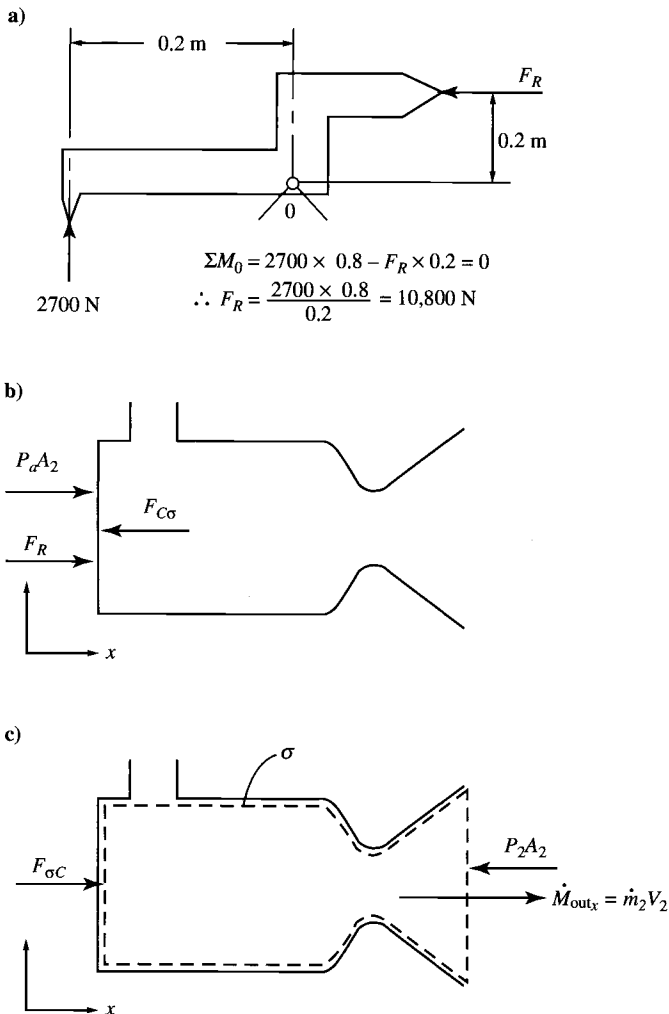 a)
0.2 m
F_R
0.2 m
0
2700 N
ΣM_0 = 2700 × 0.8 – F_R × 0.2 = 0
∴ F_R = 2700 × 0.8 / 0.2 = 10,800 N
b)
P_aA_2
F_Cσ
F_R
x
c)
σ
F_σC
P_2A_2
Ṁ_out_x = ṁ_2V_2
x